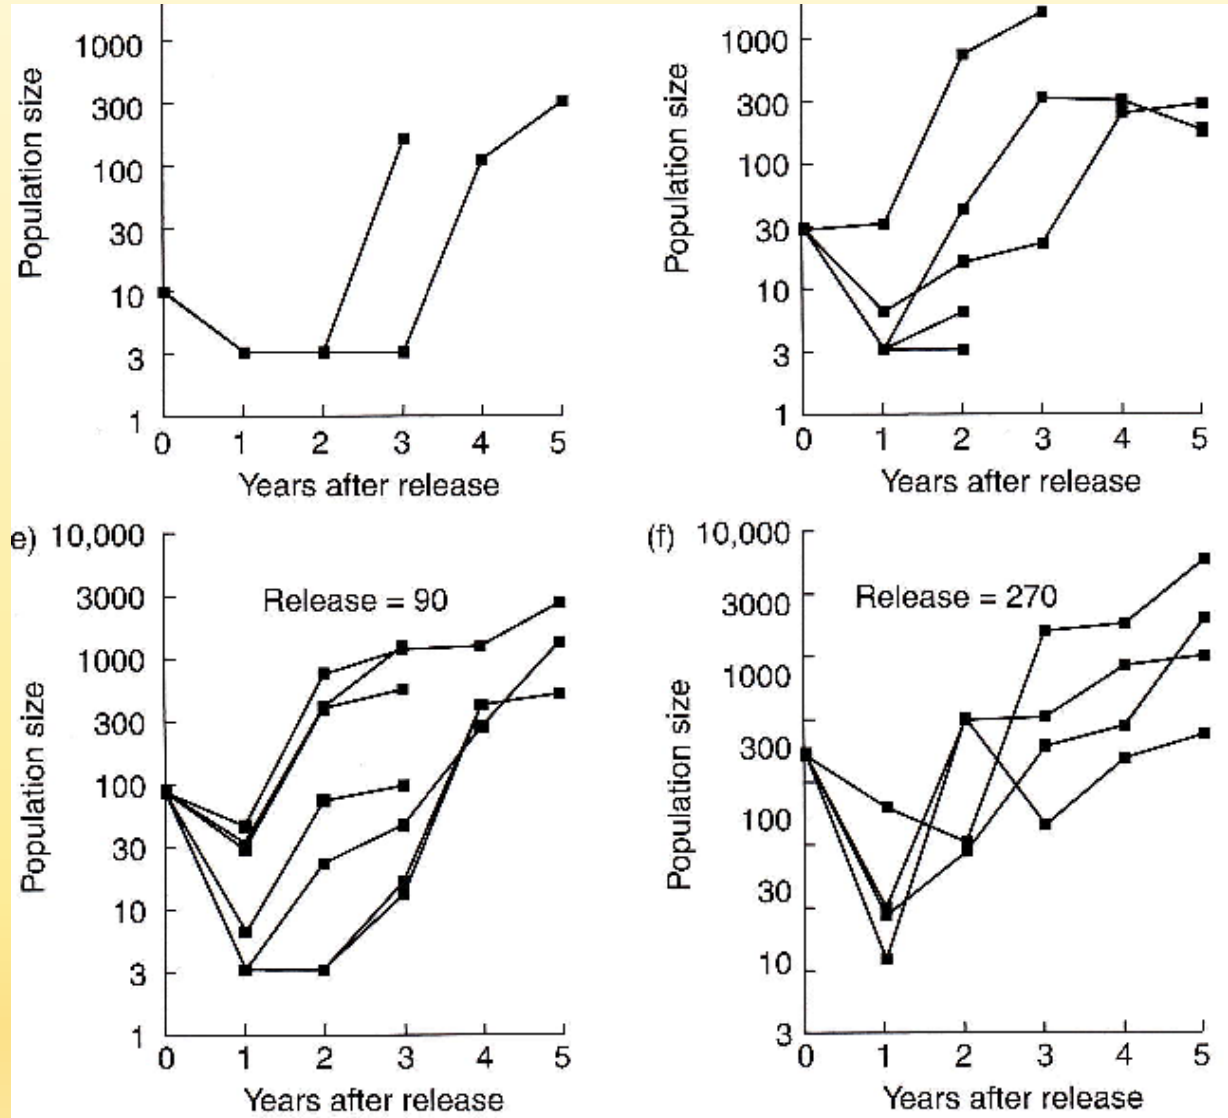 1000
300
100
30
10
3
1
Population size
0 1 2 3 4 5
Years after release
1000
300
100
30
10
3
1
Population size
0 1 2 3 4 5
Years after release
e)
10,000
3000
1000
300
100
30
10
3
1
Release = 90
Population size
0 1 2 3 4 5
Years after release
(f)
10,000
3000
1000
300
100
30
10
3
Release = 270
Population size
0 1 2 3 4 5
Years after release